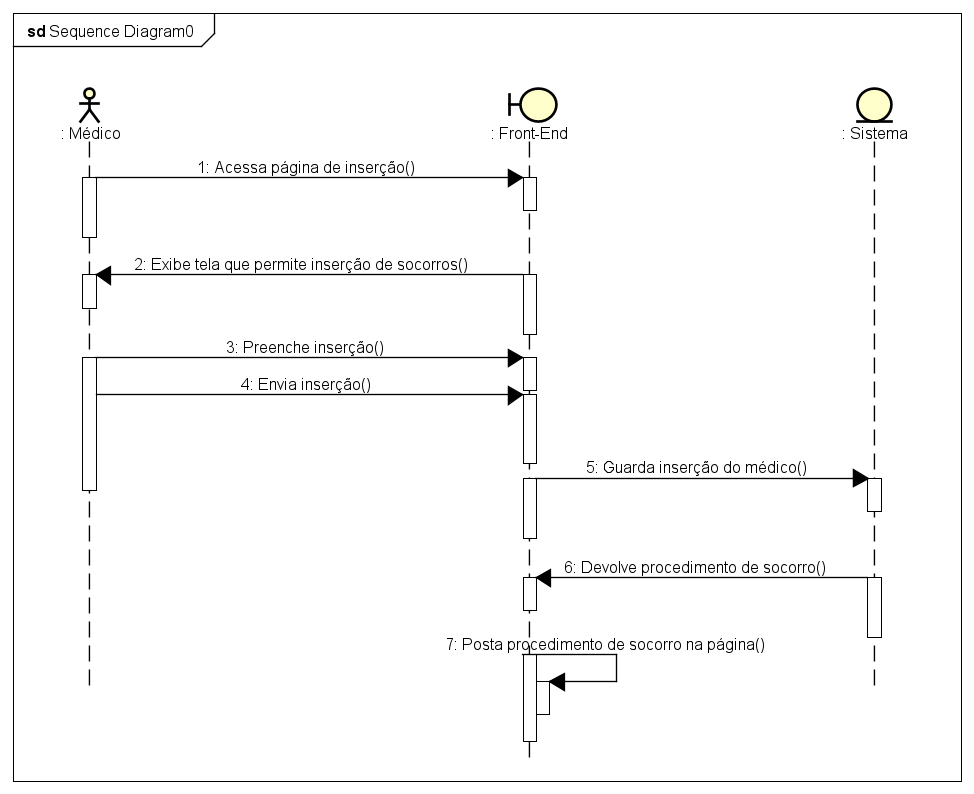 sd Sequence Diagram0
: Médico
: Front-End
: Sistema
1: Acessa página de inserção()
2: Exibe tela que permite inserção de socorros()
3: Preenche inserção()
4: Envia inserção()
5: Guarda inserção do médico()
6: Devolve procedimento de socorro()
7: Posta procedimento de socorro na página()